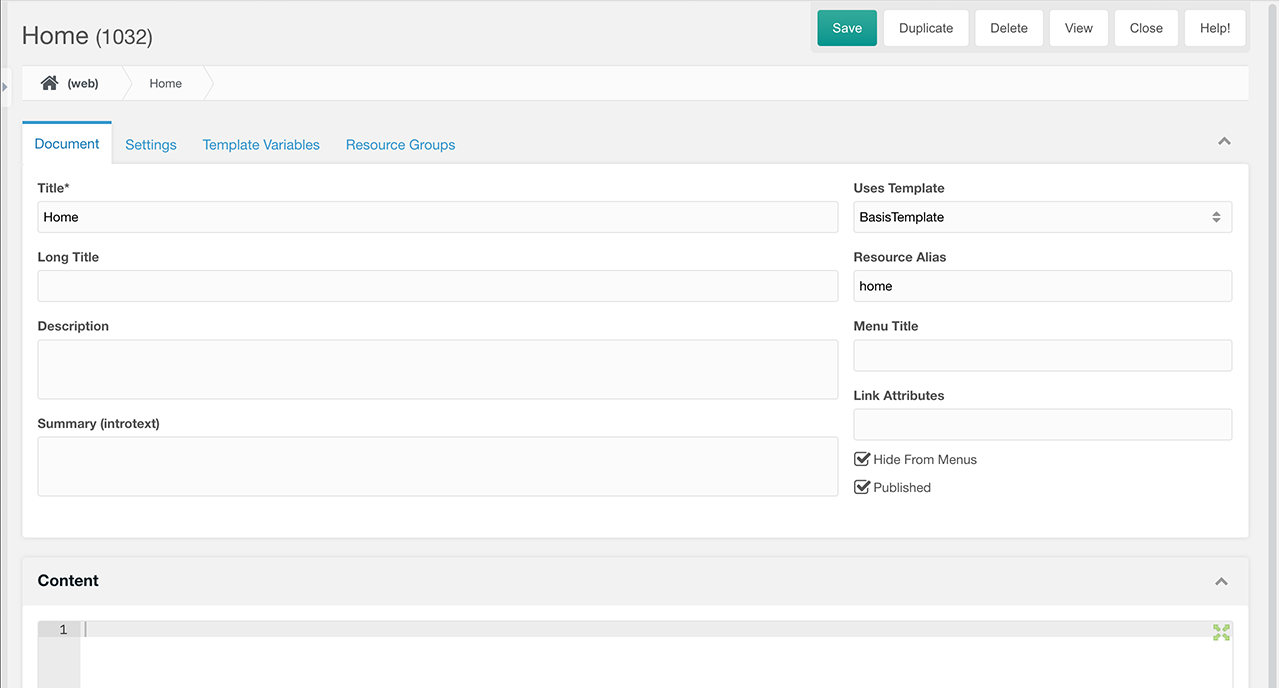 Home (1032)
Save Duplicate Delete View Close Help!
(web) Home
Document Settings Template Variables Resource Groups
Title*
Home
Long Title
Description
Summary (introtext)
Uses Template
BasisTemplate
Resource Alias
home
Menu Title
Link Attributes
Hide From Menus
Published
Content
1